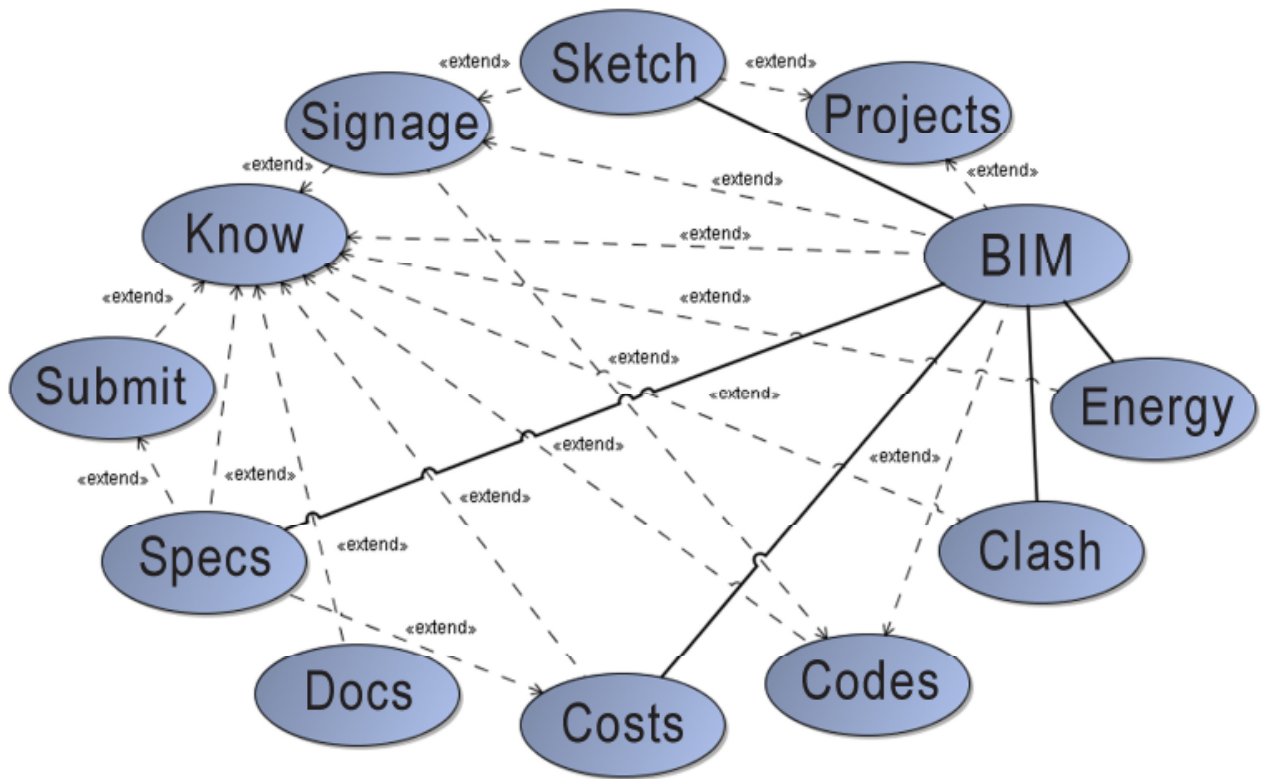 Sketch
«extend»
«extend»
Projects
Signage
«extend»
«extend»
«extend»
Know
«extend»
BIM
«extend»
«extend»
«extend»
Submit
«extend»
Energy
«extend»
«extend»
«extend»
«extend»
«extend»
«extend»
Specs
Clash
«extend»
Docs
Costs
Codes